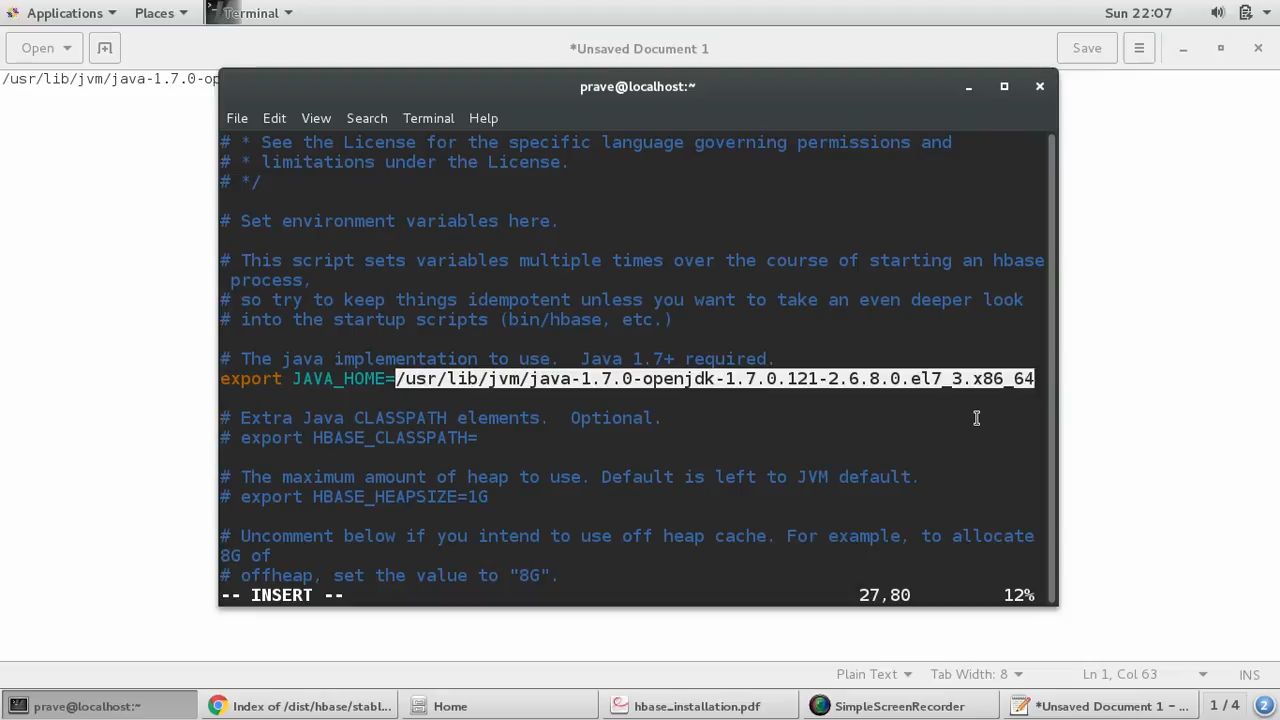 Applications Places Terminal Sun 22:07
Open *Unsaved Document 1 Save
/usr/lib/jvm/java-1.7.0-op
prave@localhost:~
File Edit View Search Terminal Help
# * See the License for the specific language governing permissions and
# * limitations under the License.
# */
# Set environment variables here.
# This script sets variables multiple times over the course of starting an hbase
process,
# so try to keep things idempotent unless you want to take an even deeper look
# into the startup scripts (bin/hbase, etc.)
# The java implementation to use.  Java 1.7+ required.
export JAVA_HOME=/usr/lib/jvm/java-1.7.0-openjdk-1.7.0.121-2.6.8.0.el7_3.x86_64
# Extra Java CLASSPATH elements.  Optional.
# export HBASE_CLASSPATH=
# The maximum amount of heap to use. Default is left to JVM default.
# export HBASE_HEAPSIZE=1G
# Uncomment below if you intend to use off heap cache. For example, to allocate
8G of
# offheap, set the value to "8G".
-- INSERT -- 27,80 12%
Plain Text Tab Width: 8 Ln 1, Col 63 INS
prave@localhost:~ Index of /dist/hbase/stabl... Home hbase_installation.pdf SimpleScreenRecorder *Unsaved Document 1 – ... 1 / 4 2